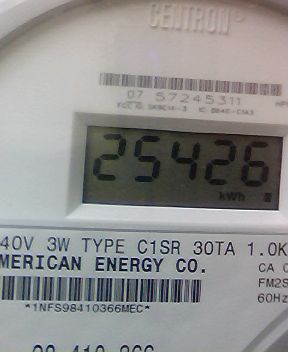 CENTRON®
07 57245311
25426
kWh
40V 3W TYPE C1SR 30TA 1.0K
MERICAN ENERGY CO.
CA 0
FM2S
60Hz
*1NFS98410366MEC*